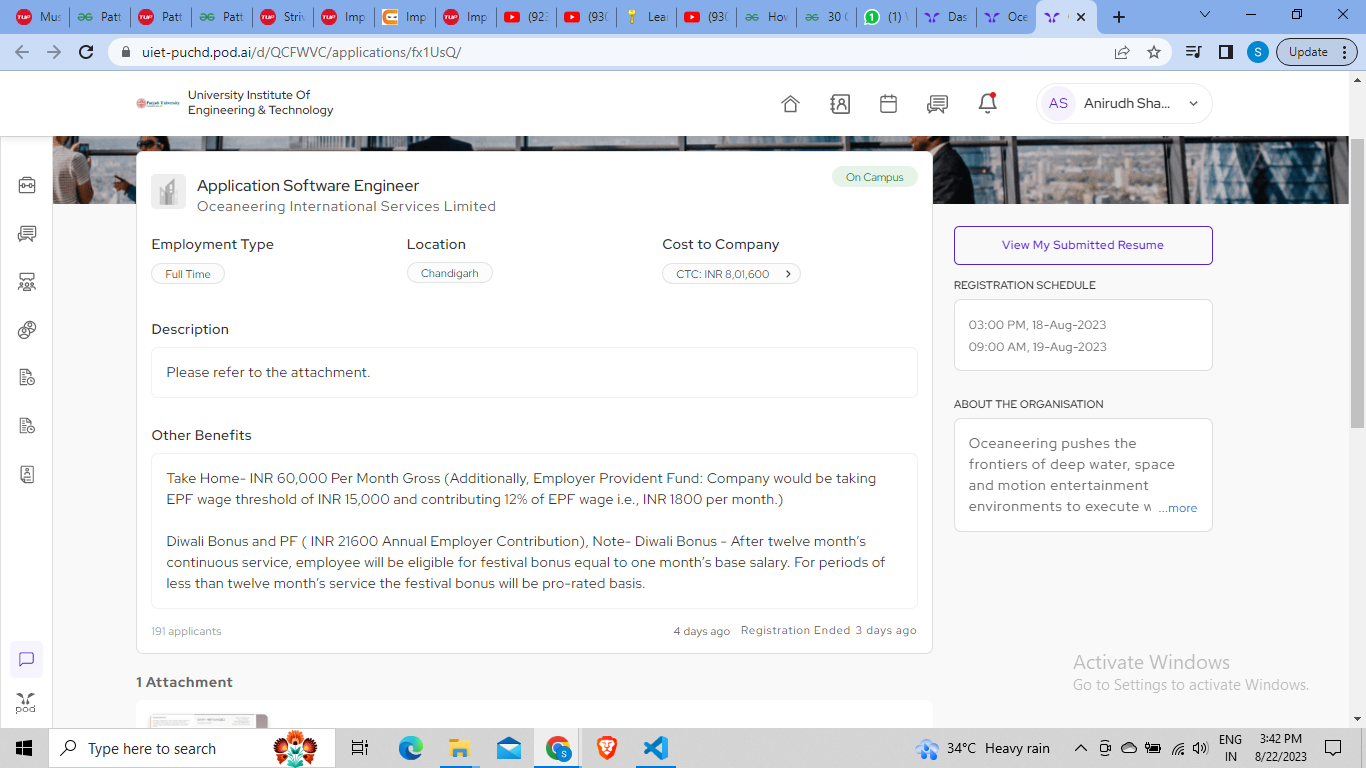 Mus
Patt
Patt
Patt
Striv
Imp
Imp
Imp
(923
(930
Lear
(930
How
30 (
(1) \
Das
Oce
uiet-puchd.pod.ai/d/QCFWVC/applications/fx1UsQ/
S
Update
University Institute Of
Engineering & Technology
AS
Anirudh Sha...
Application Software Engineer
On Campus
Oceaneering International Services Limited
Employment Type
Location
Cost to Company
Full Time
Chandigarh
CTC: INR 8,01,600
View My Submitted Resume
REGISTRATION SCHEDULE
03:00 PM, 18-Aug-2023
09:00 AM, 19-Aug-2023
Description
Please refer to the attachment.
ABOUT THE ORGANISATION
Oceaneering pushes the
frontiers of deep water, space
and motion entertainment
environments to execute w ...more
Other Benefits
Take Home- INR 60,000 Per Month Gross (Additionally, Employer Provident Fund: Company would be taking
EPF wage threshold of INR 15,000 and contributing 12% of EPF wage i.e., INR 1800 per month.)
Diwali Bonus and PF ( INR 21600 Annual Employer Contribution), Note- Diwali Bonus - After twelve month's
continuous service, employee will be eligible for festival bonus equal to one month's base salary. For periods of
less than twelve month's service the festival bonus will be pro-rated basis.
191 applicants
4 days ago
Registration Ended 3 days ago
1 Attachment
pod
Activate Windows
Go to Settings to activate Windows.
Type here to search
34°C Heavy rain
ENG
IN
3:42 PM
8/22/2023